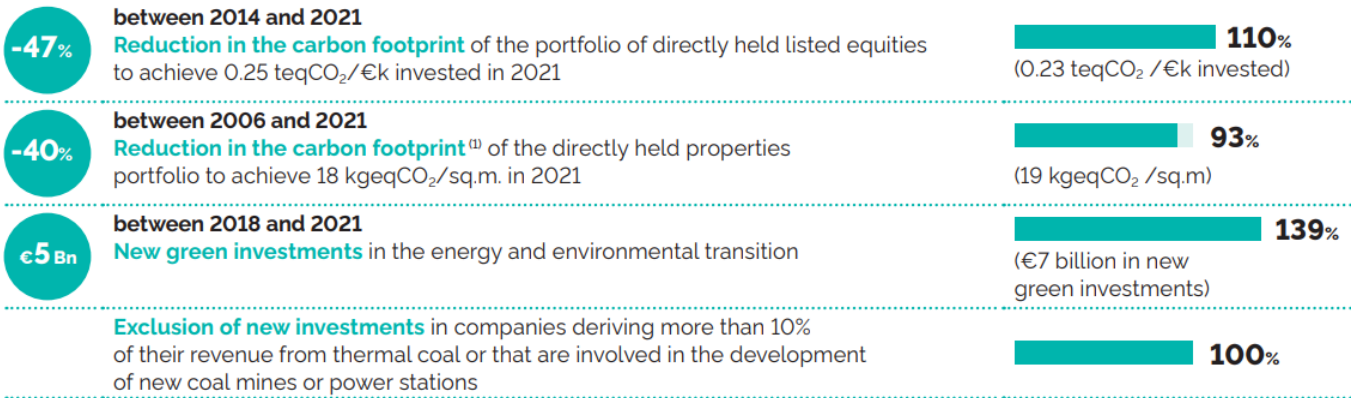 -47%
between 2014 and 2021
Reduction in the carbon footprint of the portfolio of directly held listed equities
to achieve 0.25 teqCO₂/€k invested in 2021
110%
(0.23 teqCO₂ /€k invested)
-40%
between 2006 and 2021
Reduction in the carbon footprint⁽¹⁾ of the directly held properties
portfolio to achieve 18 kgeqCO₂/sq.m. in 2021
93%
(19 kgeqCO₂ /sq.m)
€5 Bn
between 2018 and 2021
New green investments in the energy and environmental transition
139%
(€7 billion in new
green investments)
Exclusion of new investments in companies deriving more than 10%
of their revenue from thermal coal or that are involved in the development
of new coal mines or power stations
100%